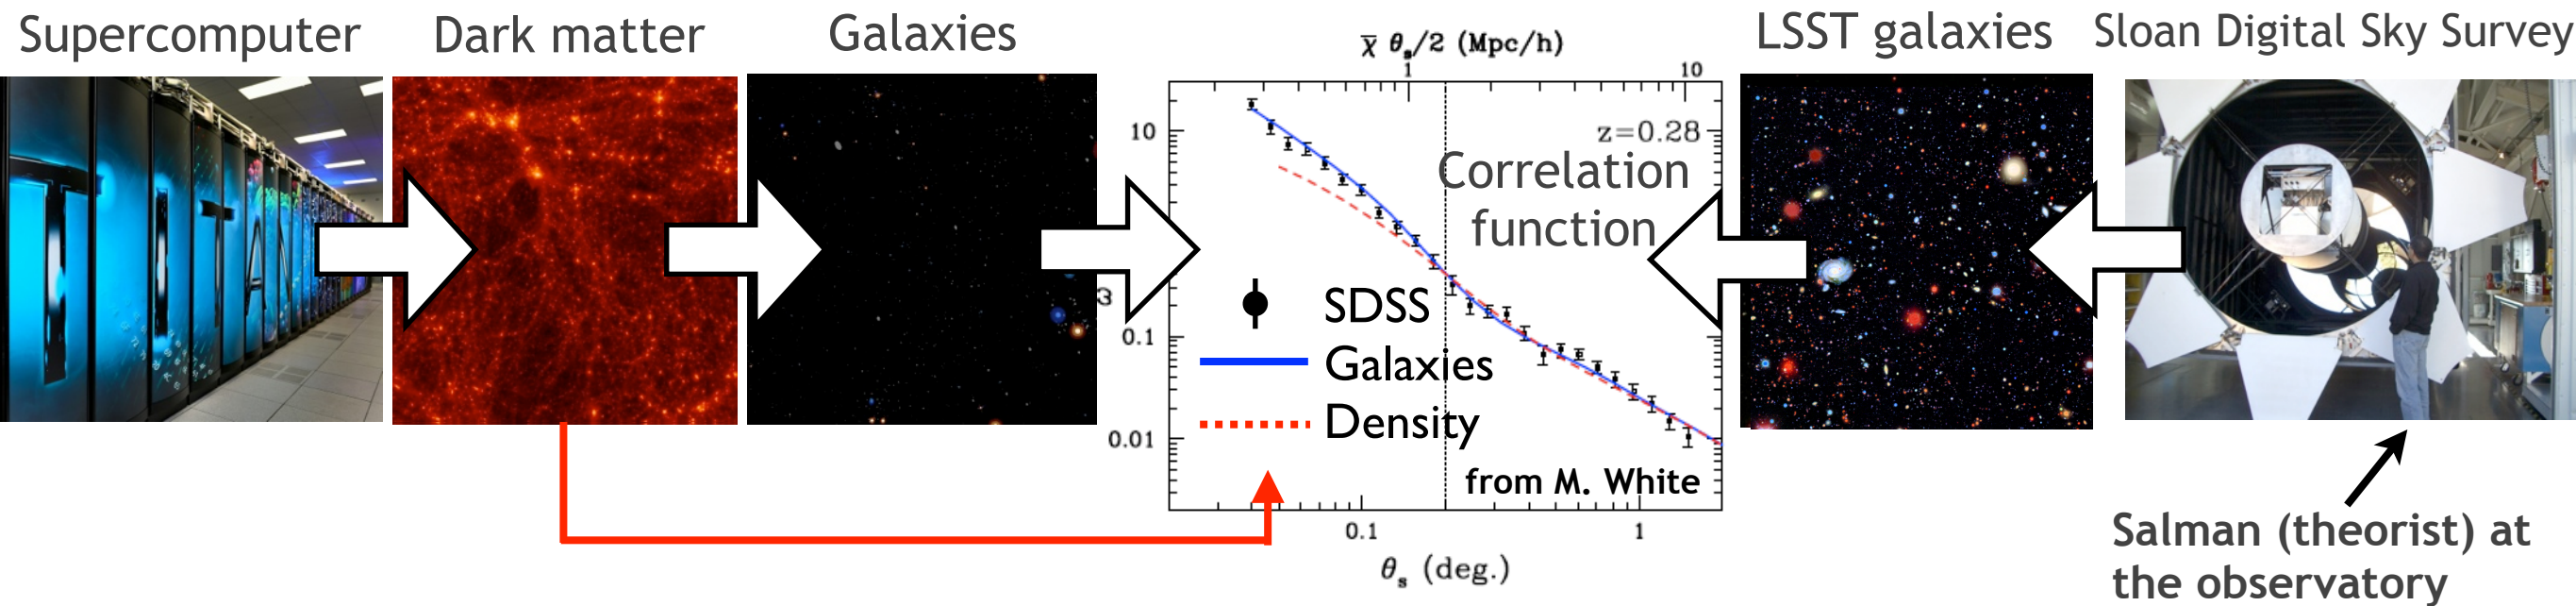 Supercomputer
Dark matter
Galaxies
LSST galaxies
Sloan Digital Sky Survey
TITAN
χ̅ θs/2 (Mpc/h)
1
10
10
z=0.28
Correlation
function
3
SDSS
0.1
Galaxies
Density
0.01
from M. White
0.1
1
θs (deg.)
Salman (theorist) at
the observatory